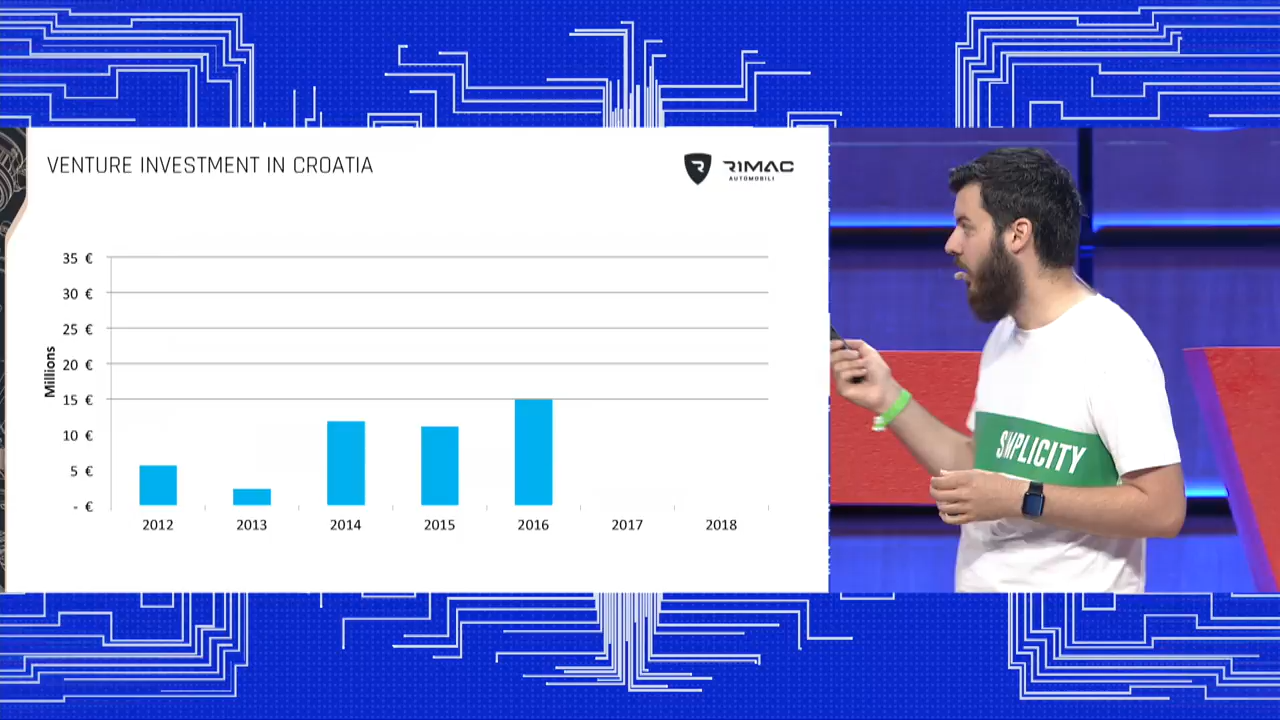 VENTURE INVESTMENT IN CROATIA
RIMAC
AUTOMOBILI
35 €
30 €
25 €
20 €
15 €
10 €
5 €
- €
Millions
2012 2013 2014 2015 2016 2017 2018
SIMPLICITY